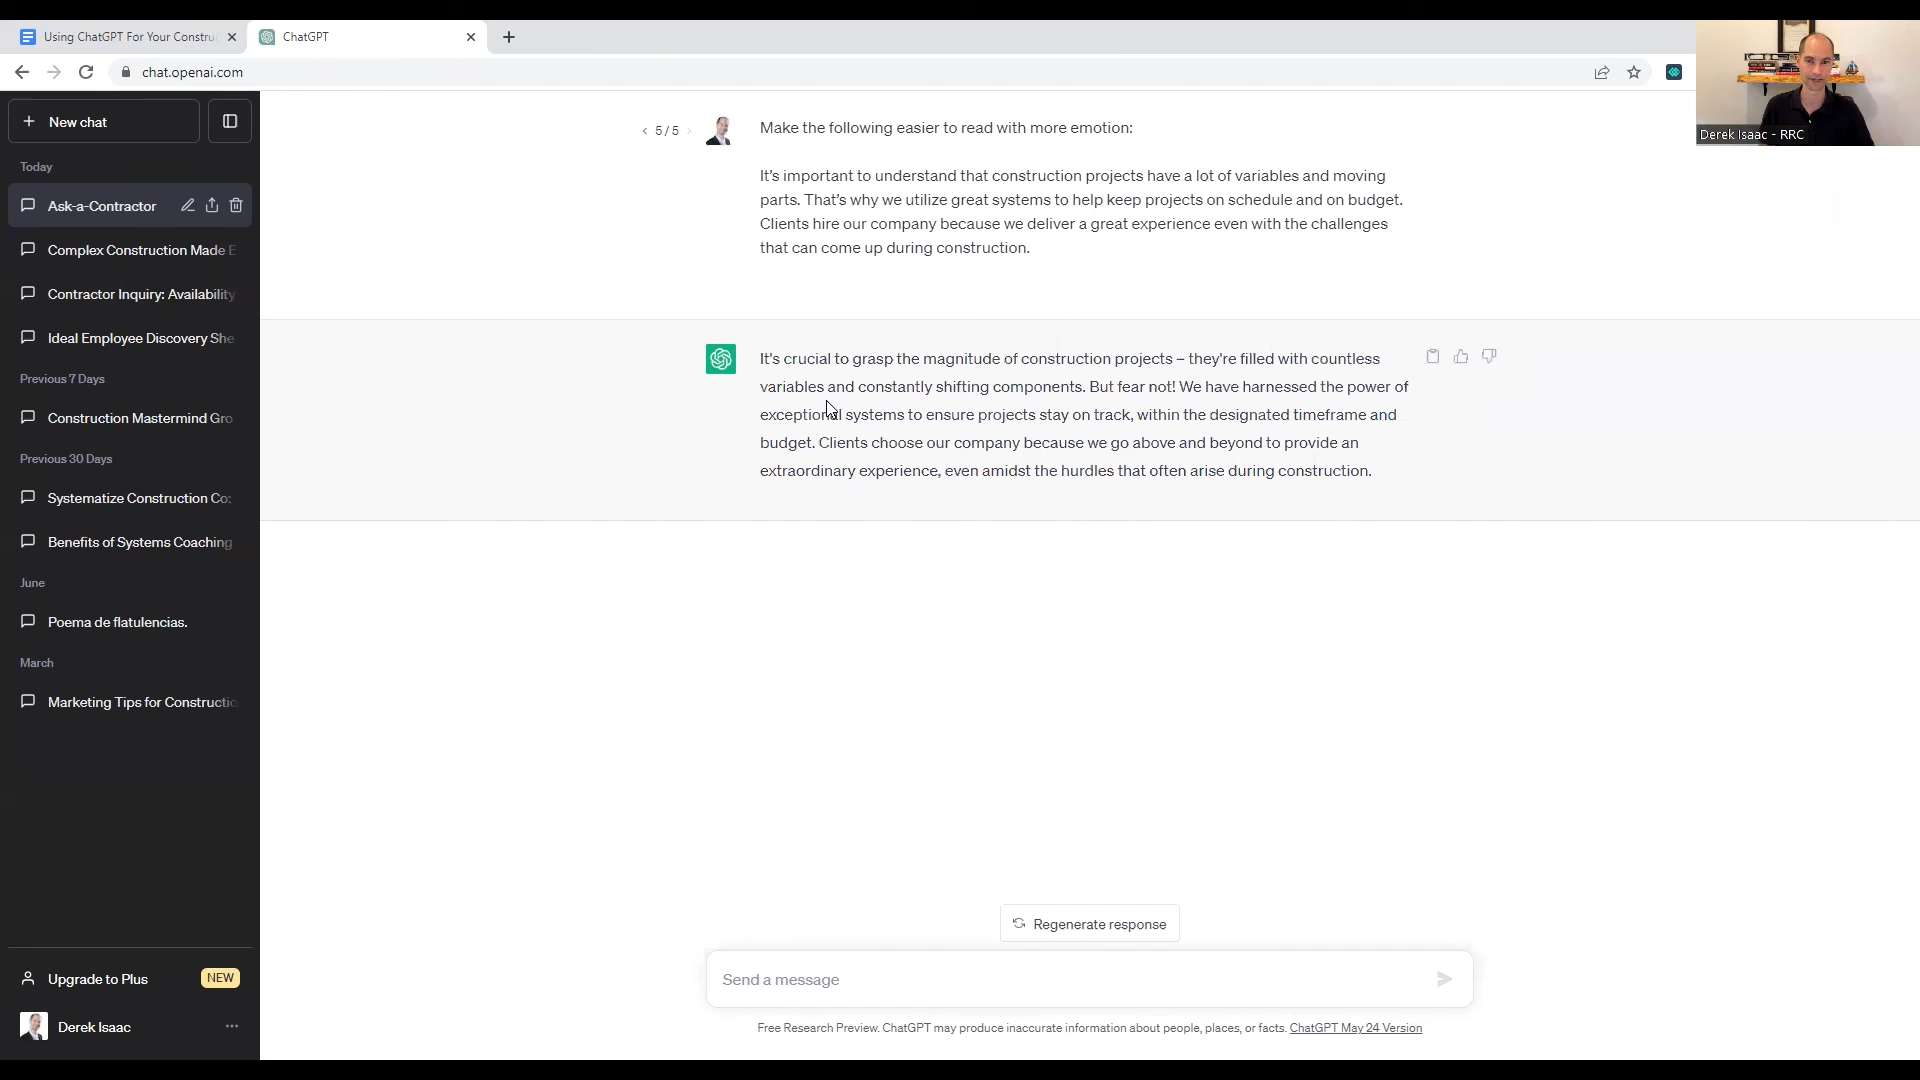 Using ChatGPT For Your Constru
ChatGPT
chat.openai.com
Derek Isaac - RRC
New chat
Today
Ask-a-Contractor
Complex Construction Made E
Contractor Inquiry: Availability
Ideal Employee Discovery She
Previous 7 Days
Construction Mastermind Gro
Previous 30 Days
Systematize Construction Co:
Benefits of Systems Coaching
June
Poema de flatulencias.
March
Marketing Tips for Constructio
Upgrade to Plus
NEW
Derek Isaac
5 / 5
Make the following easier to read with more emotion:
It’s important to understand that construction projects have a lot of variables and moving
parts. That’s why we utilize great systems to help keep projects on schedule and on budget.
Clients hire our company because we deliver a great experience even with the challenges
that can come up during construction.
It's crucial to grasp the magnitude of construction projects – they're filled with countless
variables and constantly shifting components. But fear not! We have harnessed the power of
exceptional systems to ensure projects stay on track, within the designated timeframe and
budget. Clients choose our company because we go above and beyond to provide an
extraordinary experience, even amidst the hurdles that often arise during construction.
Regenerate response
Send a message
Free Research Preview. ChatGPT may produce inaccurate information about people, places, or facts. ChatGPT May 24 Version